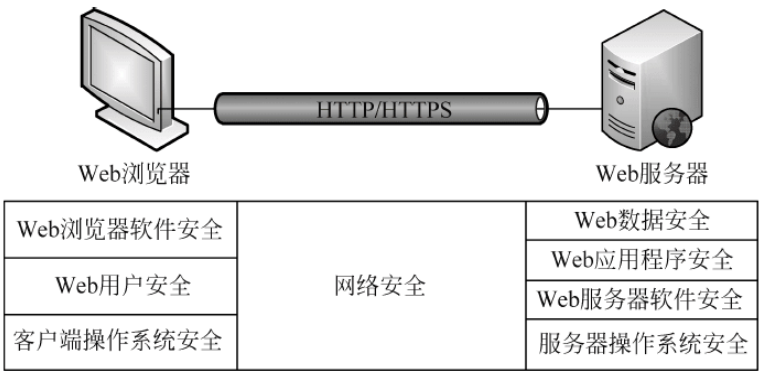 HTTP/HTTPS
Web浏览器
Web服务器
Web浏览器软件安全
Web用户安全
客户端操作系统安全
网络安全
Web数据安全
Web应用程序安全
Web服务器软件安全
服务器操作系统安全